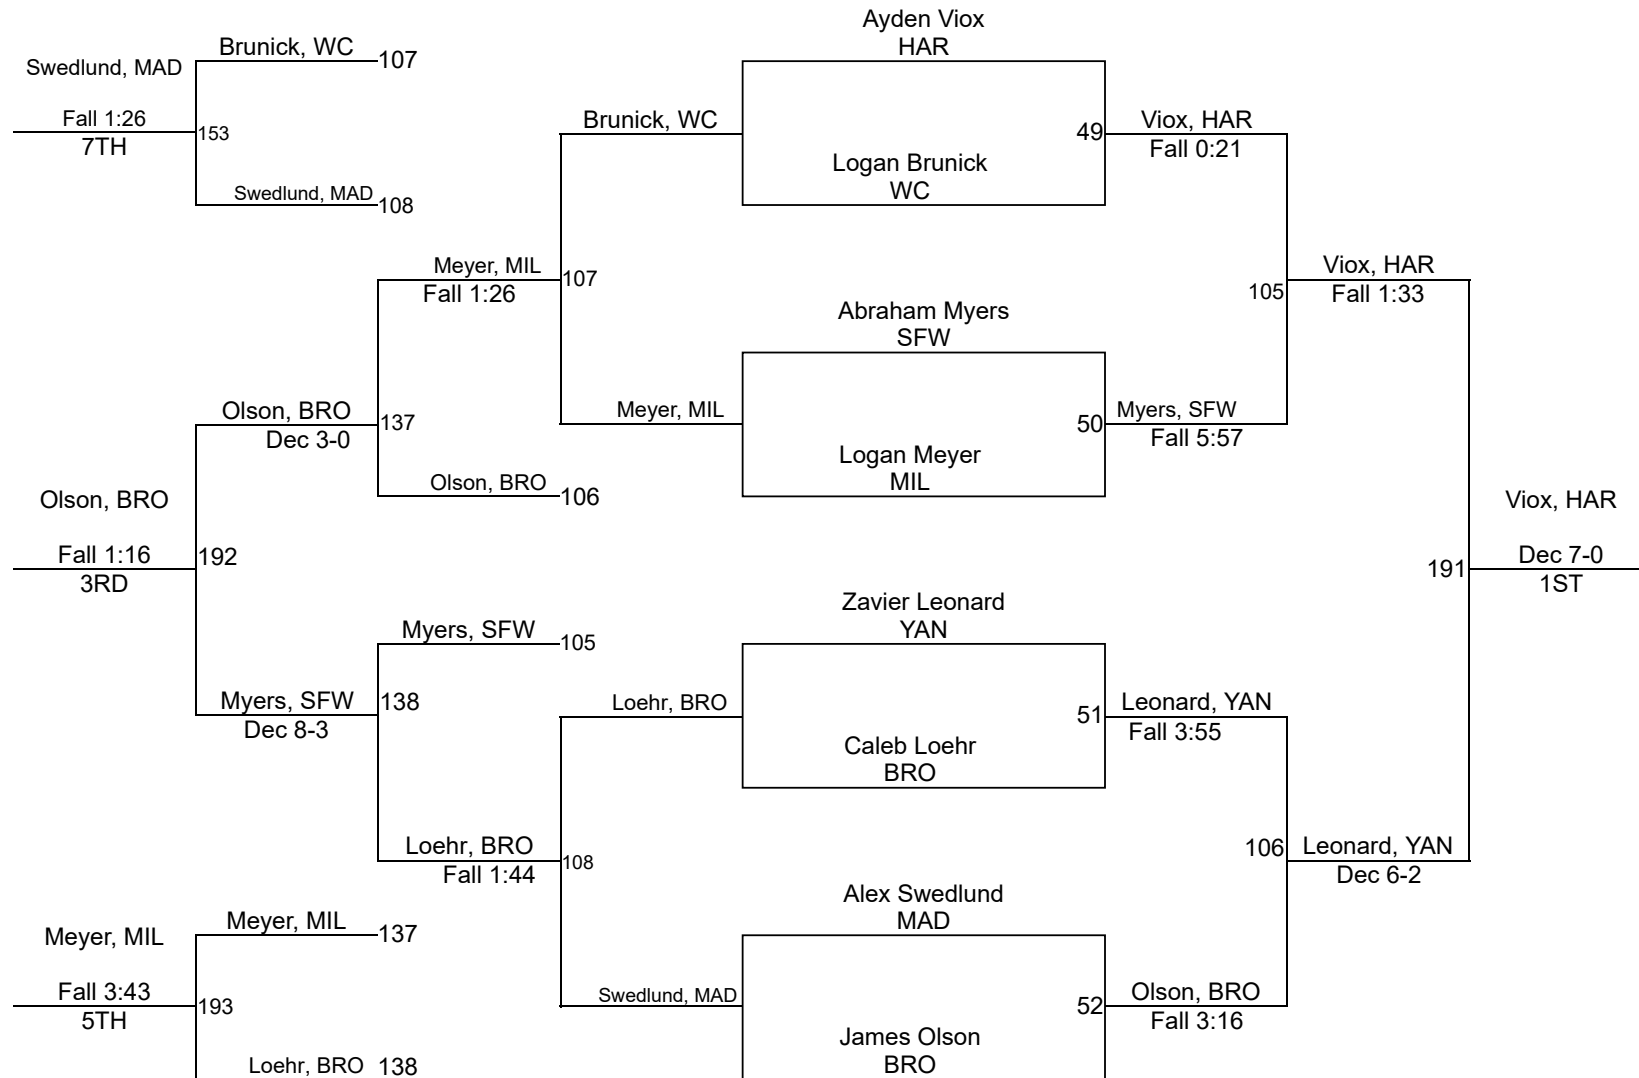 Ayden Viox
HAR
Brunick, WC
107
Swedlund, MAD
Fall 1:26
153
7TH
Swedlund, MAD
108
Brunick, WC
49
Viox, HAR
Fall 0:21
Logan Brunick
WC
Meyer, MIL
107
Fall 1:26
105
Viox, HAR
Fall 1:33
Abraham Myers
SFW
Olson, BRO
137
Dec 3-0
Meyer, MIL
50
Myers, SFW
Fall 5:57
Logan Meyer
MIL
Olson, BRO
106
Olson, BRO
Fall 1:16
192
3RD
Viox, HAR
191
Dec 7-0
1ST
Zavier Leonard
YAN
Myers, SFW
105
Myers, SFW
138
Dec 8-3
Loehr, BRO
51
Leonard, YAN
Fall 3:55
Caleb Loehr
BRO
Loehr, BRO
108
Fall 1:44
106
Leonard, YAN
Dec 6-2
Alex Swedlund
MAD
Meyer, MIL
137
Meyer, MIL
Fall 3:43
193
5TH
Swedlund, MAD
52
Olson, BRO
Fall 3:16
James Olson
BRO
Loehr, BRO
138